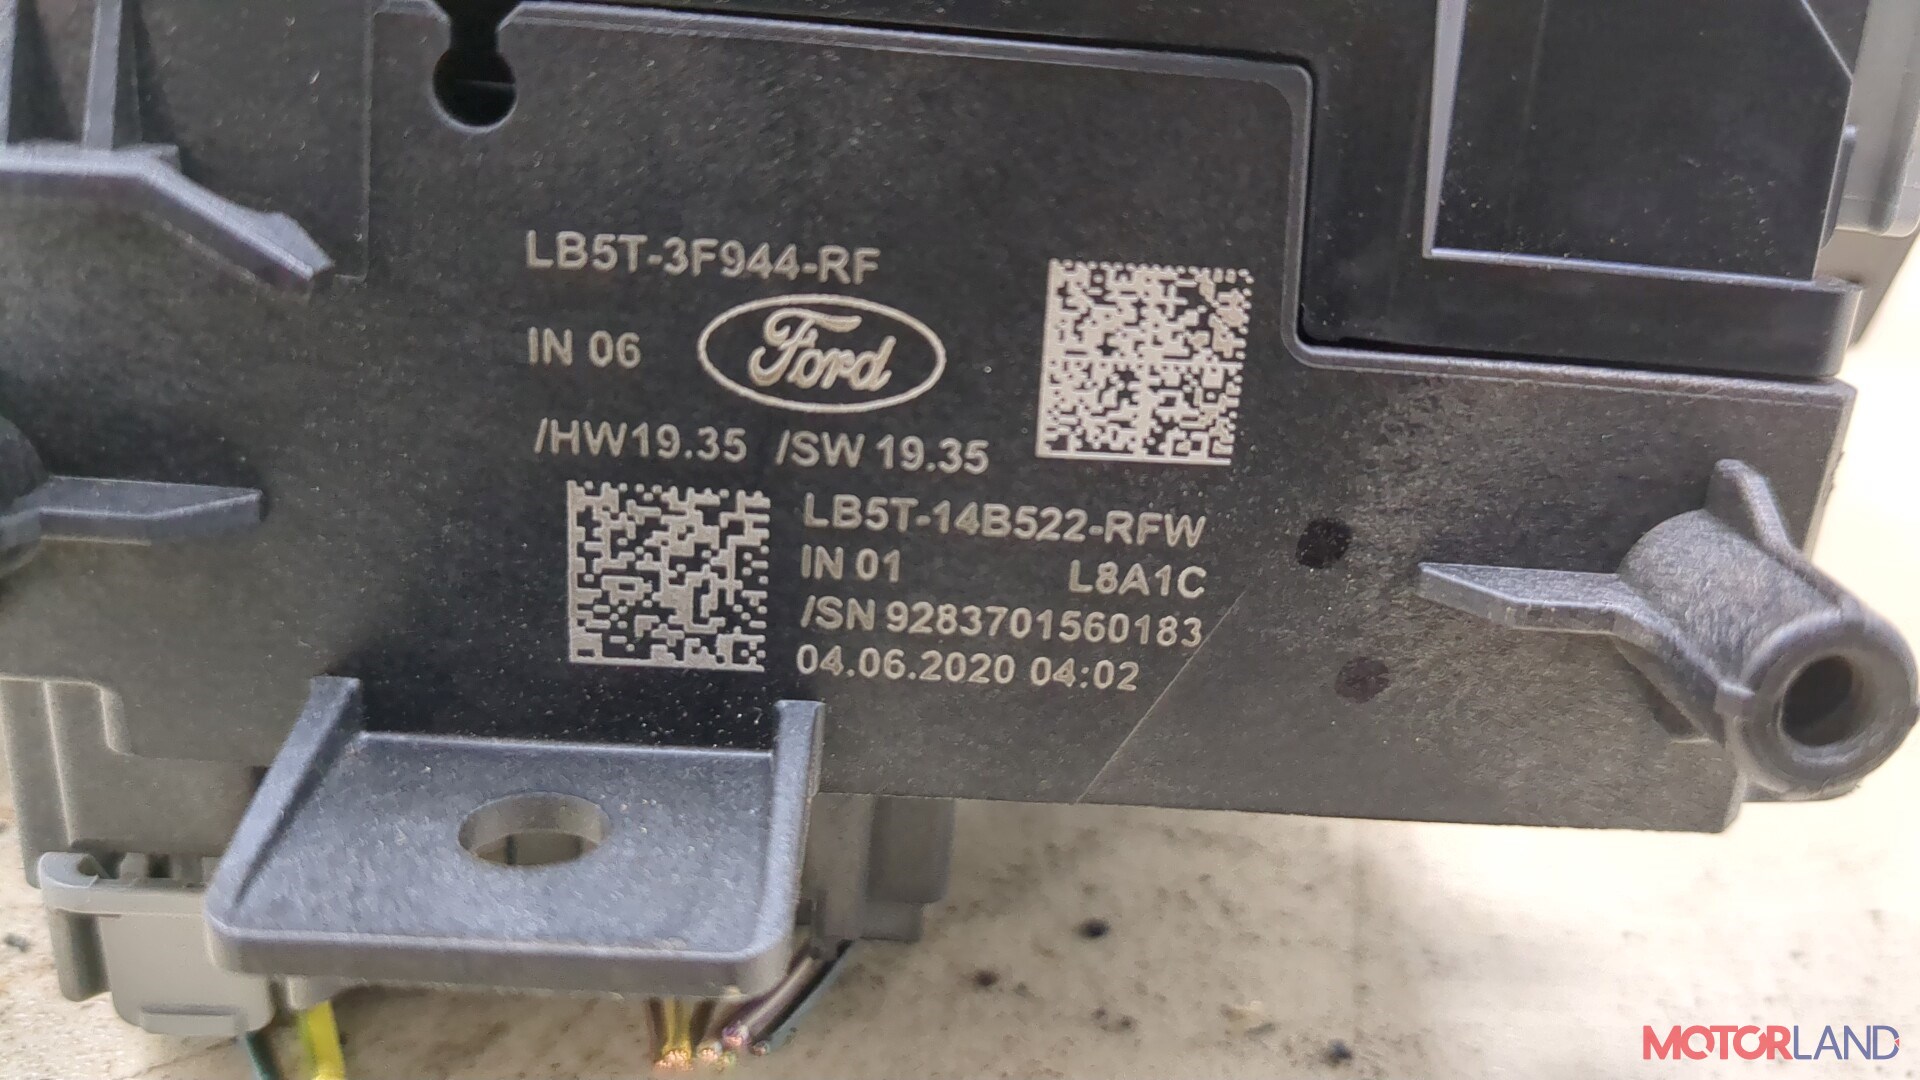 LB5T-3F944-RF
IN 06 Ford
/HW19.35 /SW 19.35
LB5T-14B522-RFW
IN 01 L8A1C
/SN 9283701560183
04.06.2020 04:02
MOTORLAND